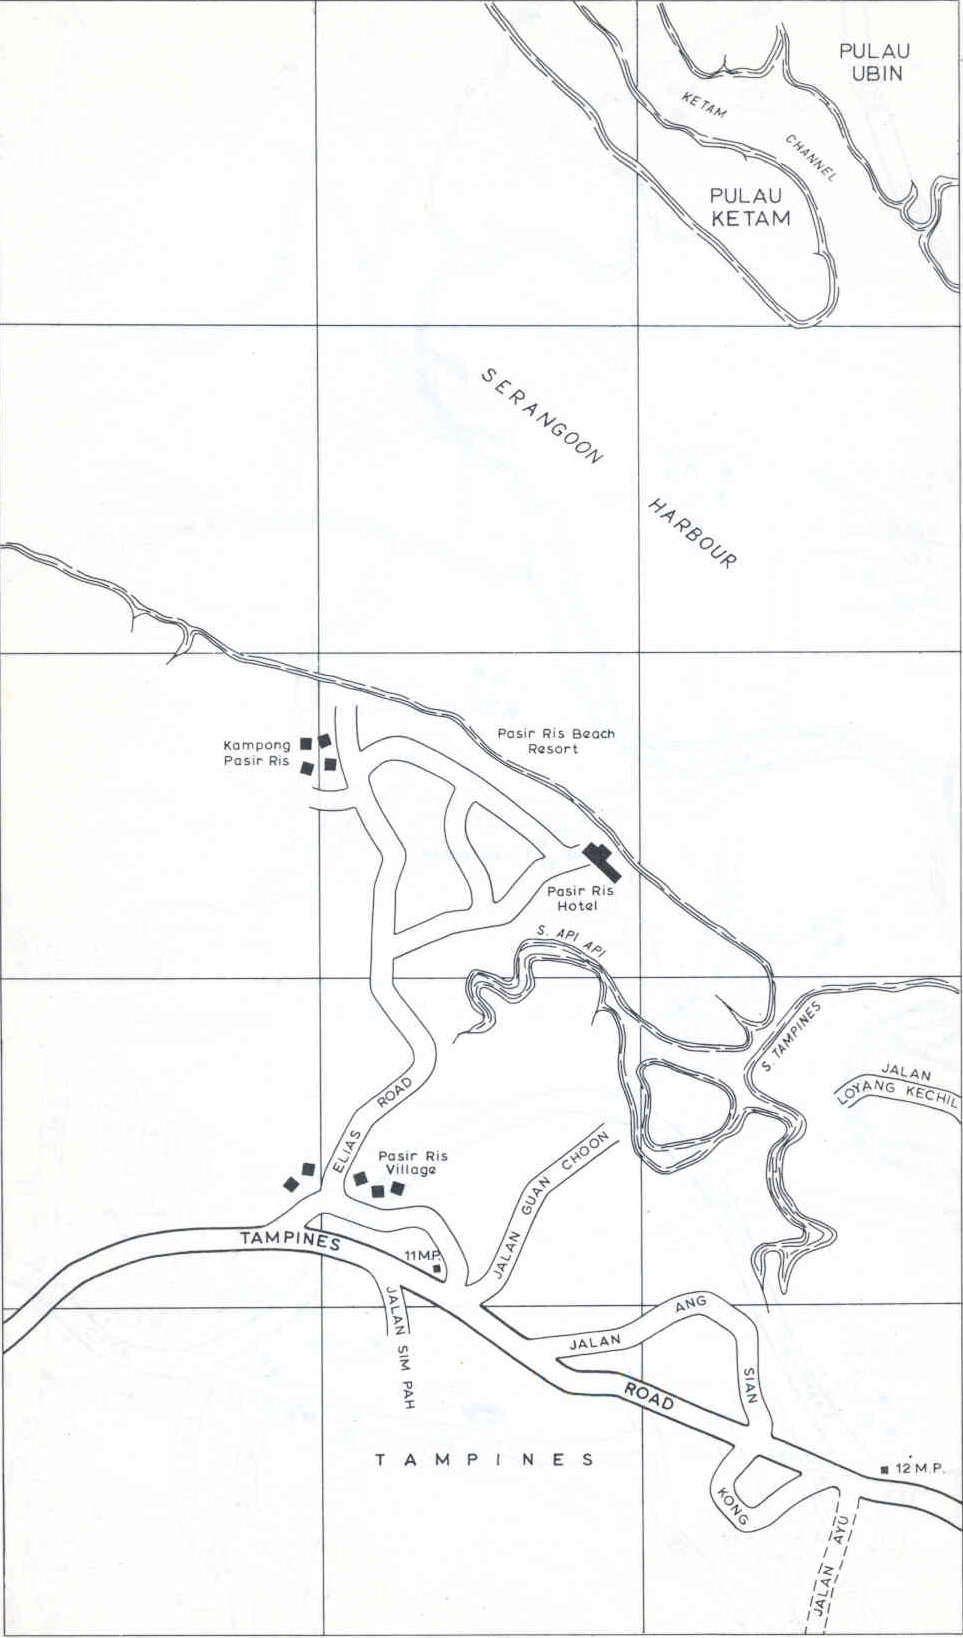 PULAU
UBIN
KETAM
CHANNEL
PULAU
KETAM
SERANGOON
HARBOUR
Pasir Ris Beach
Resort
Kampong
Pasir Ris
Pasir Ris
Hotel
S. API API
S. TAMPINES
JALAN
LOYANG KECHIL
ELIAS ROAD
Pasir Ris
Village
JALAN GUAN CHOON
TAMPINES
11 M.P.
JALAN SIM PAH
JALAN ANG SIAN
ROAD
TAMPINES
12 M.P.
KONG
JALAN AYU